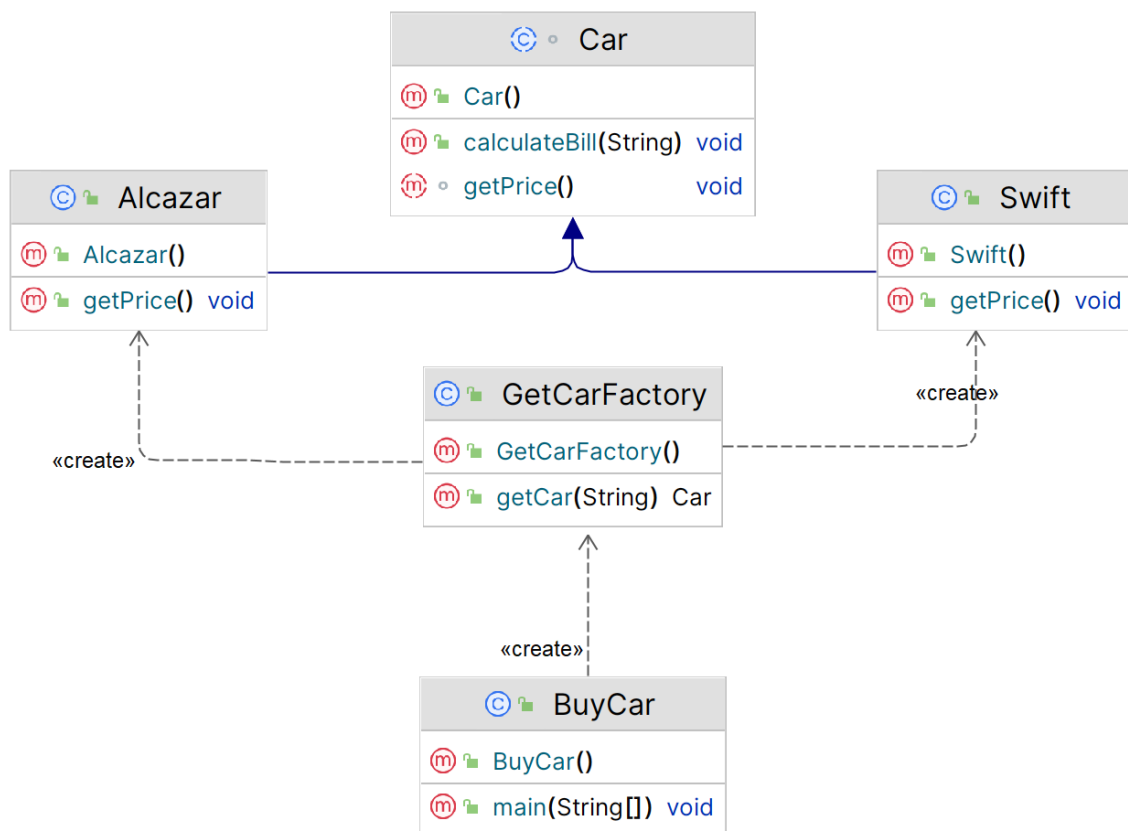 Car
Car()
calculateBill(String) void
getPrice() void
Alcazar
Alcazar()
getPrice() void
Swift
Swift()
getPrice() void
«create»
«create»
GetCarFactory
GetCarFactory()
getCar(String) Car
«create»
BuyCar
BuyCar()
main(String[]) void